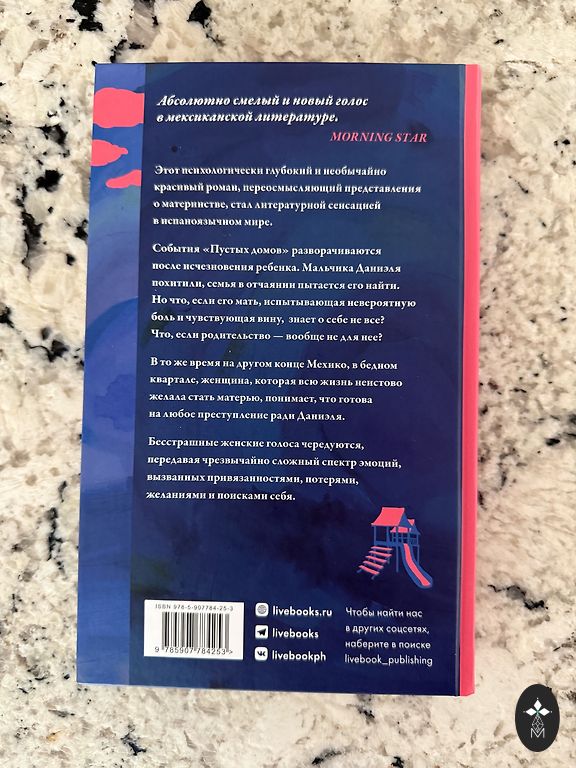 Абсолютно смелый и новый голос
в мексиканской литературе.
MORNING STAR
Этот психологически глубокий и необычайно
красивый роман, переосмысляющий представления
о материнстве, стал литературной сенсацией
в испаноязычном мире.
События «Пустых домов» разворачиваются
после исчезновения ребенка. Мальчика Даниэля
похитили, семья в отчаянии пытается его найти.
Но что, если его мать, испытывающая невероятную
боль и чувствующая вину, знает о себе не все?
Что, если родительство — вообще не для нее?
В то же время на другом конце Мехико, в бедном
квартале, женщина, которая всю жизнь неистово
желала стать матерью, понимает, что готова
на любое преступление ради Даниэля.
Бесстрашные женские голоса чередуются,
передавая чрезвычайно сложный спектр эмоций,
вызванных привязанностями, потерями,
желаниями и поисками себя.
ISBN 978-5-907784-25-3
9 785907 784253>
livebooks.ru
livebooks
livebookph
Чтобы найти нас
в других соцсетях,
наберите в поиске
livebook_publishing
M